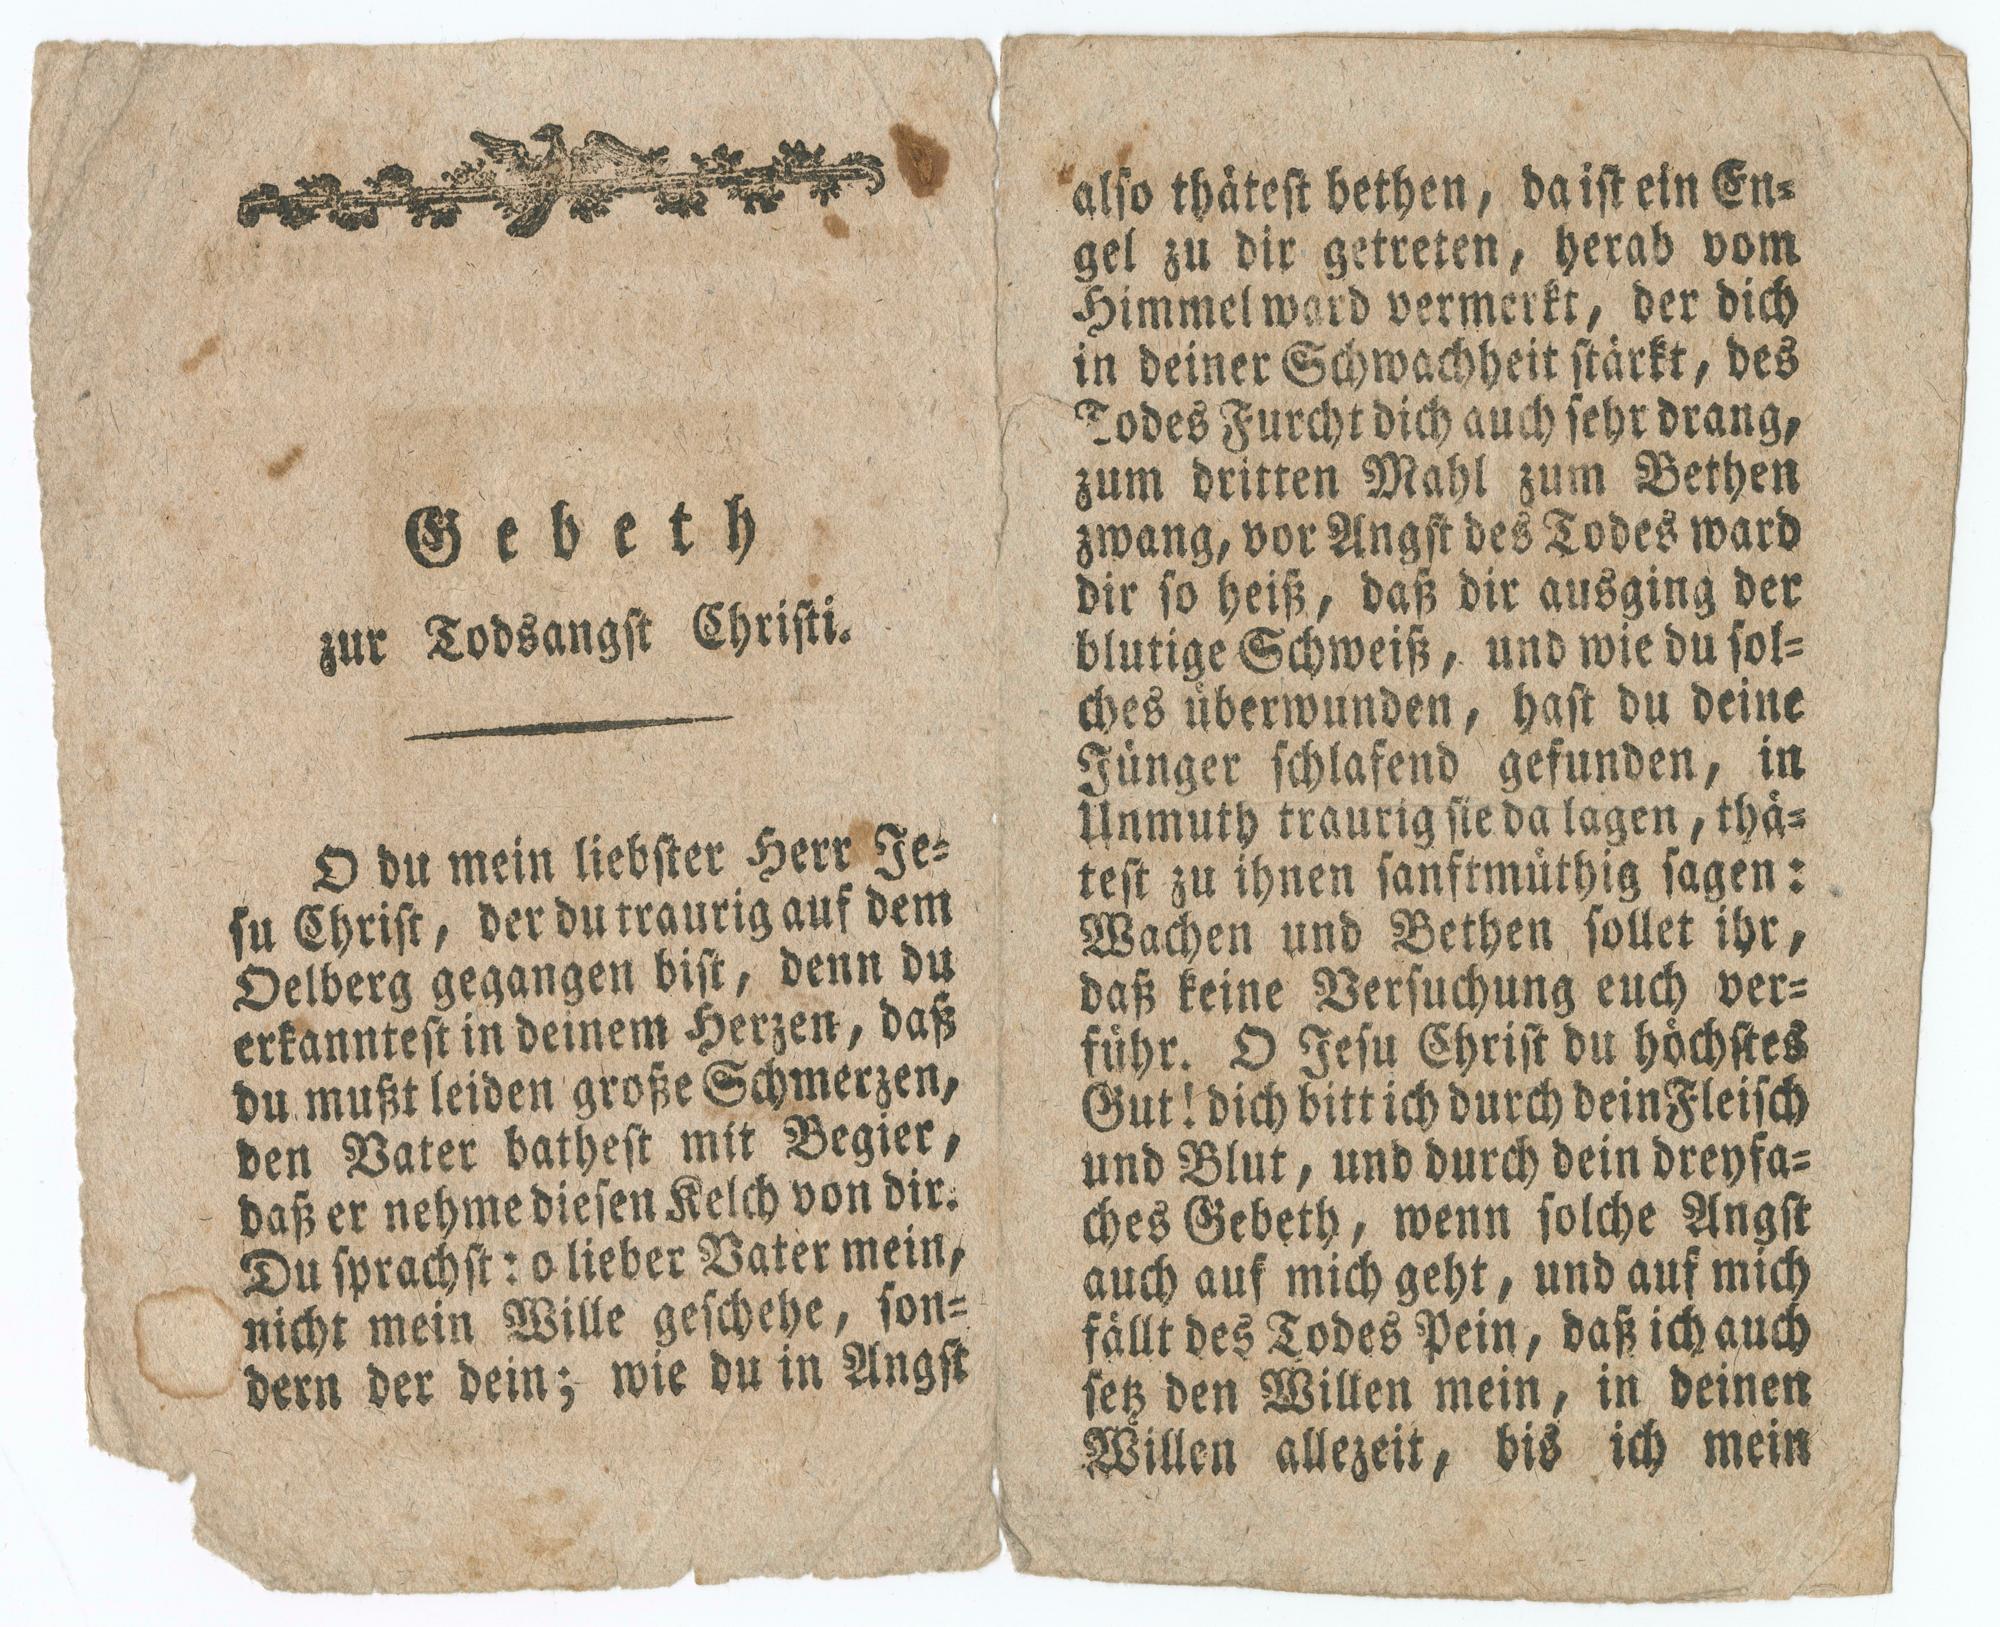 Gebeth
zur Todsangst Christi.
O du mein liebster Herr Je=
su Christ, der du traurig auf dem
Oelberg gegangen bist, denn du
erkanntest in deinem Herzen, daß
du mußt leiden große Schmerzen,
den Vater bathest mit Begier,
daß er nehme diesen Kelch von dir.
Du sprachst: o lieber Vater mein,
nicht mein Wille geschehe, son=
dern der dein; wie du in Angst
also thätest bethen, da ist ein En=
gel zu dir getreten, herab vom
Himmel ward vermerkt, der dich
in deiner Schwachheit stärkt, des
Todes Furcht dich auch sehr drang,
zum dritten Mahl zum Bethen
zwang, vor Angst des Todes ward
dir so heiß, daß dir ausging der
blutige Schweiß, und wie du sol=
ches überwunden, hast du deine
Jünger schlafend gefunden, in
Unmuth traurig sie da lagen, thä=
test zu ihnen sanftmüthig sagen:
Wachen und Bethen sollet ihr,
daß keine Versuchung euch ver=
führ. O Jesu Christ du höchstes
Gut! dich bitt ich durch dein Fleisch
und Blut, und durch dein dreyfa=
ches Gebeth, wenn solche Angst
auch auf mich geht, und auf mich
fällt des Todes Pein, daß ich auch
setz den Willen mein, in deinen
Willen allezeit, bis ich mein